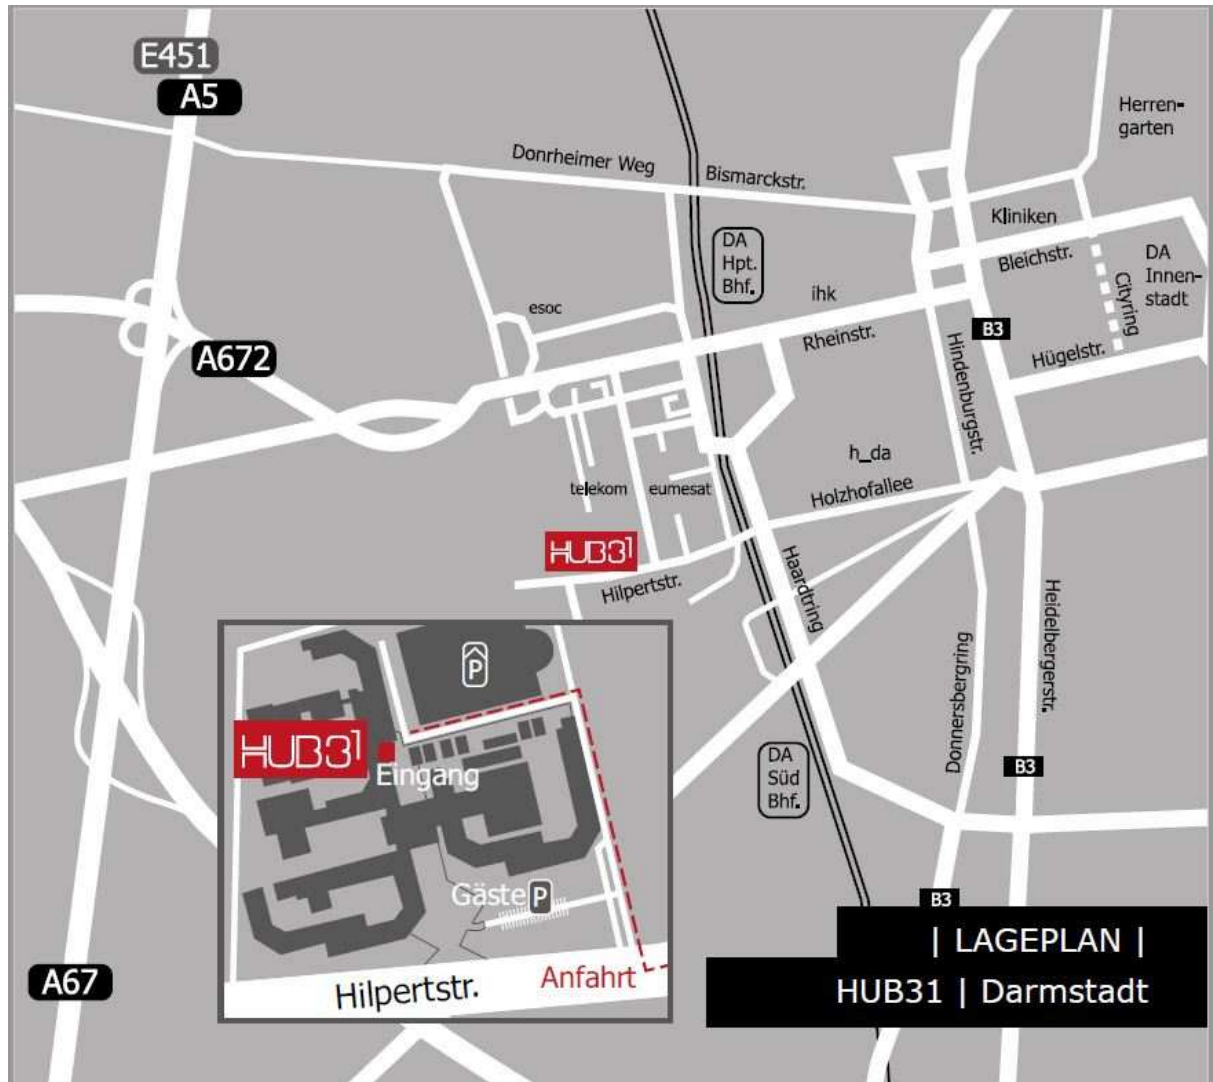 E451
A5
Herren-
garten
Donrheimer Weg
Bismarckstr.
Kliniken
DA
Hpt.
Bhf.
Bleichstr.
DA
Innen-
stadt
Cityring
esoc
ihk
Rheinstr.
B3
Hindenburgstr.
Hügelstr.
A672
h_da
telekom
eumesat
Holzhofallee
HUB31
Hilpertstr.
Haardtring
Heidelbergerstr.
Donnersbergring
P
HUB31
Eingang
DA
Süd
Bhf.
B3
Gäste P
B3
Anfahrt
Hilpertstr.
A67
| LAGEPLAN |
HUB31 | Darmstadt